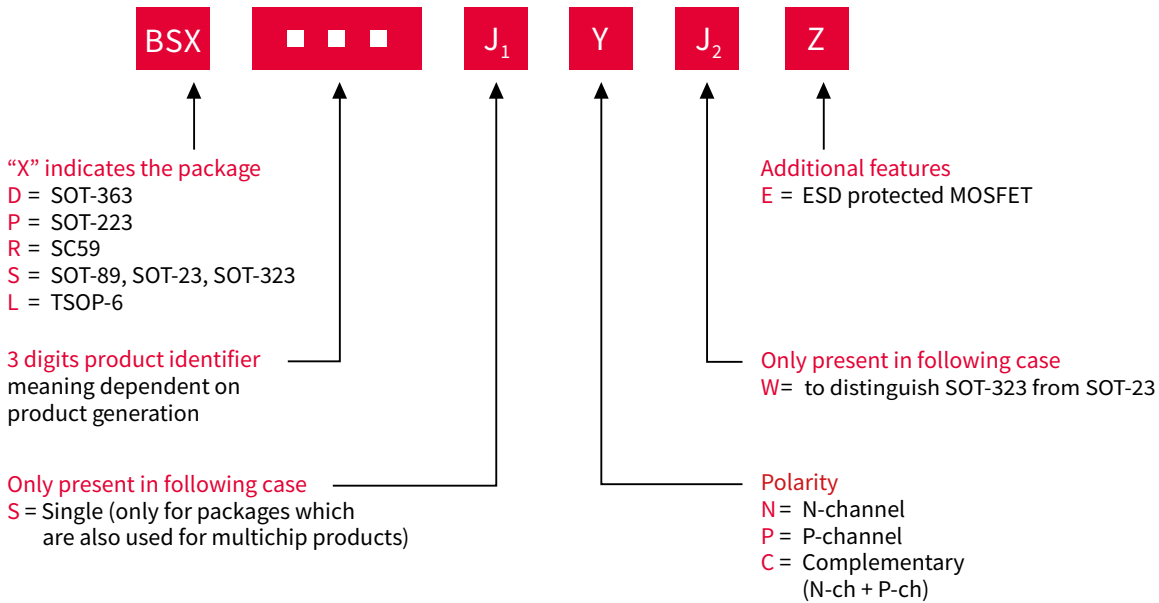 BSX
J₁
Y
J₂
Z
“X” indicates the package
D = SOT-363
P = SOT-223
R = SC59
S = SOT-89, SOT-23, SOT-323
L = TSOP-6
3 digits product identifier
meaning dependent on
product generation
Only present in following case
S = Single (only for packages which
are also used for multichip products)
Additional features
E = ESD protected MOSFET
Only present in following case
W= to distinguish SOT-323 from SOT-23
Polarity
N= N-channel
P = P-channel
C = Complementary
(N-ch + P-ch)